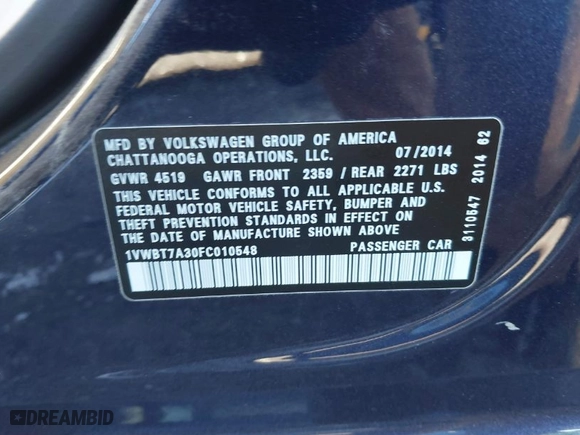 MFD BY VOLKSWAGEN GROUP OF AMERICA
CHATTANOOGA OPERATIONS, LLC. 07/2014
GVWR 4519 GAWR FRONT 2359 / REAR 2271 LBS
THIS VEHICLE CONFORMS TO ALL APPLICABLE U.S.
FEDERAL MOTOR VEHICLE SAFETY, BUMPER AND
THEFT PREVENTION STANDARDS IN EFFECT ON
THE DATE OF MANUFACTURE SHOWN ABOVE
1VWBT7A30FC010548 PASSENGER CAR
3110547 2014 62
DREAMBID